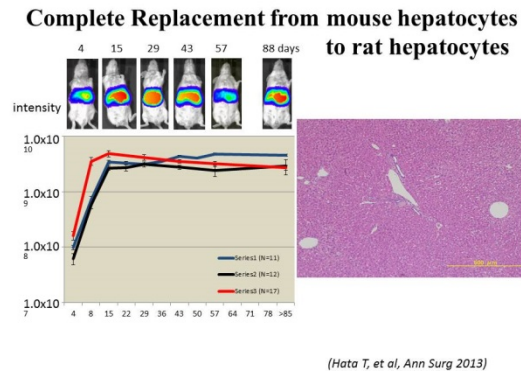 Complete Replacement from mouse hepatocytes
to rat hepatocytes
4 15 29 43 57 88 days
intensity
1.0x10
10
1.0x10
9
1.0x10
8
1.0x10
7
Series1 (N=11)
Series2 (N=12)
Series3 (N=17)
4 8 15 22 29 36 43 50 57 64 71 78 >85
(Hata T, et al, Ann Surg 2013)